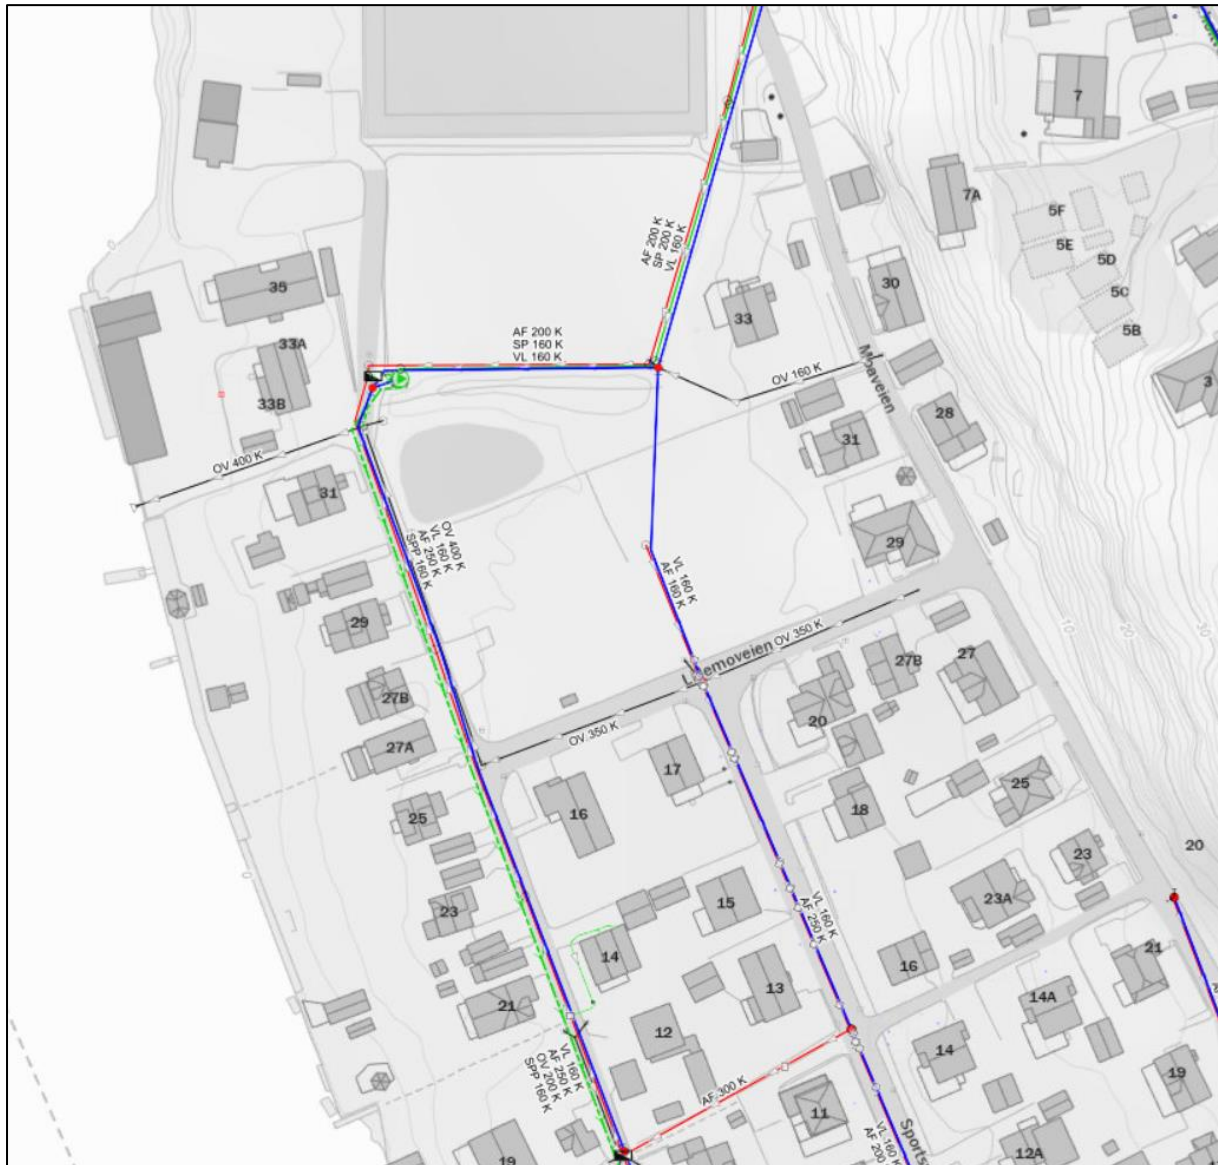 7
7A
5F
5E
5D
5C
5B
3
AF 200 K
SP 200 K
VL 160 K
35
33A
33B
33
30
Moaveien
AF 200 K
SP 160 K
VL 160 K
OV 160 K
28
31
OV 400 K
31
29
OV 400 K
VL 160 K
AF 250 K
SPP 160 K
VL 160 K
AF 160 K
29
OV 350 K
10
20
30
27B
27
27B
27A
OV 350 K
20
17
16
18
25
25
23
20
23A
23
15
VL 160 K
AF 250 K
14
13
16
21
14A
21
12
14
VL 160 K
AF 250 K
OV 200 K
SPP 160 K
AF 300 K
11
19
VL 160 K
AF 200
12A
19